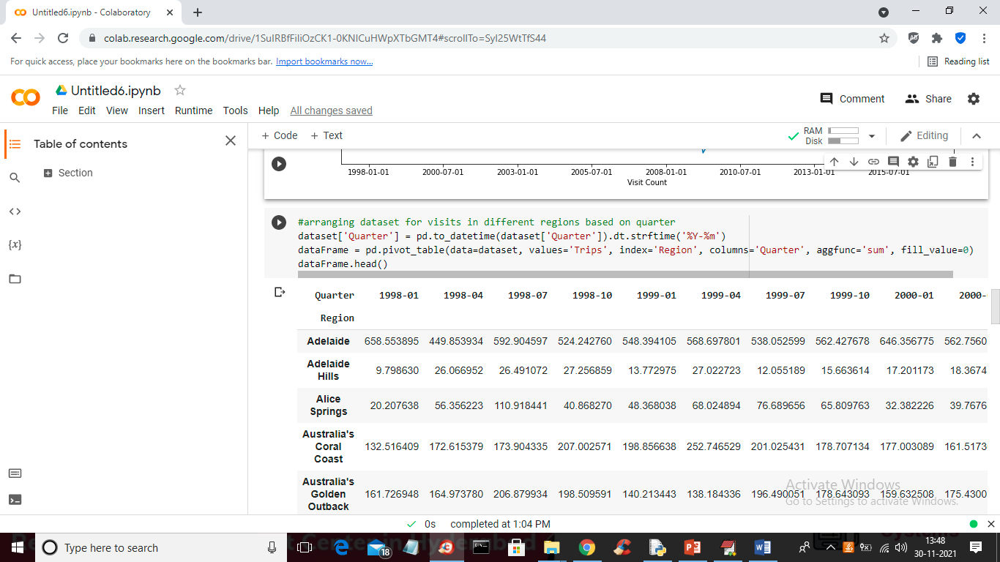 Untitled6.ipynb - Colaboratory
colab.research.google.com/drive/1SulRBfFiliOzCK1-0KNlCuHWpXTbGMT4#scrollTo=Syl25WtTfS44
For quick access, place your bookmarks here on the bookmarks bar. Import bookmarks now...
Reading list
Untitled6.ipynb
Comment Share
File Edit View Insert Runtime Tools Help All changes saved
Table of contents
+ Code + Text
RAM
Disk
Editing
Section
1998-01-01 2000-07-01 2003-01-01 2005-07-01 2008-01-01 2010-07-01 2013-01-01 2015-07-01
Visit Count
#arranging dataset for visits in different regions based on quarter
dataset['Quarter'] = pd.to_datetime(dataset['Quarter']).dt.strftime('%Y-%m')
dataFrame = pd.pivot_table(data=dataset, values='Trips', index='Region', columns='Quarter', aggfunc='sum', fill_value=0)
dataFrame.head()
Quarter 1998-01 1998-04 1998-07 1998-10 1999-01 1999-04 1999-07 1999-10 2000-01 2000-
Region
Adelaide 658.553895 449.853934 592.904597 524.242760 548.394105 568.697801 538.052599 562.427678 646.356775 562.7560
Adelaide
Hills 9.798630 26.066952 26.491072 27.256859 13.772975 27.022723 12.055189 15.663614 17.201173 18.3674
Alice
Springs 20.207638 56.356223 110.918441 40.868270 48.368038 68.024894 76.689656 65.809763 32.382226 39.7676
Australia's
Coral
Coast 132.516409 172.615379 173.904335 207.002571 198.856638 252.746529 201.025431 178.707134 177.003089 161.5173
Australia's
Golden
Outback 161.726948 164.973780 206.879934 198.509591 140.213443 138.184336 196.490051 178.643093 159.632508 175.4300
Activate Windows
Go to Settings to activate Windows.
0s completed at 1:04 PM
Type here to search
18
13:48
30-11-2021